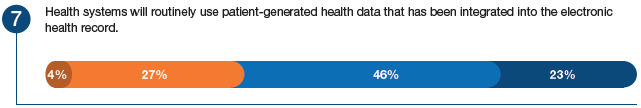 7
Health systems will routinely use patient-generated health data that has been integrated into the electronic
health record.
4% 27% 46% 23%